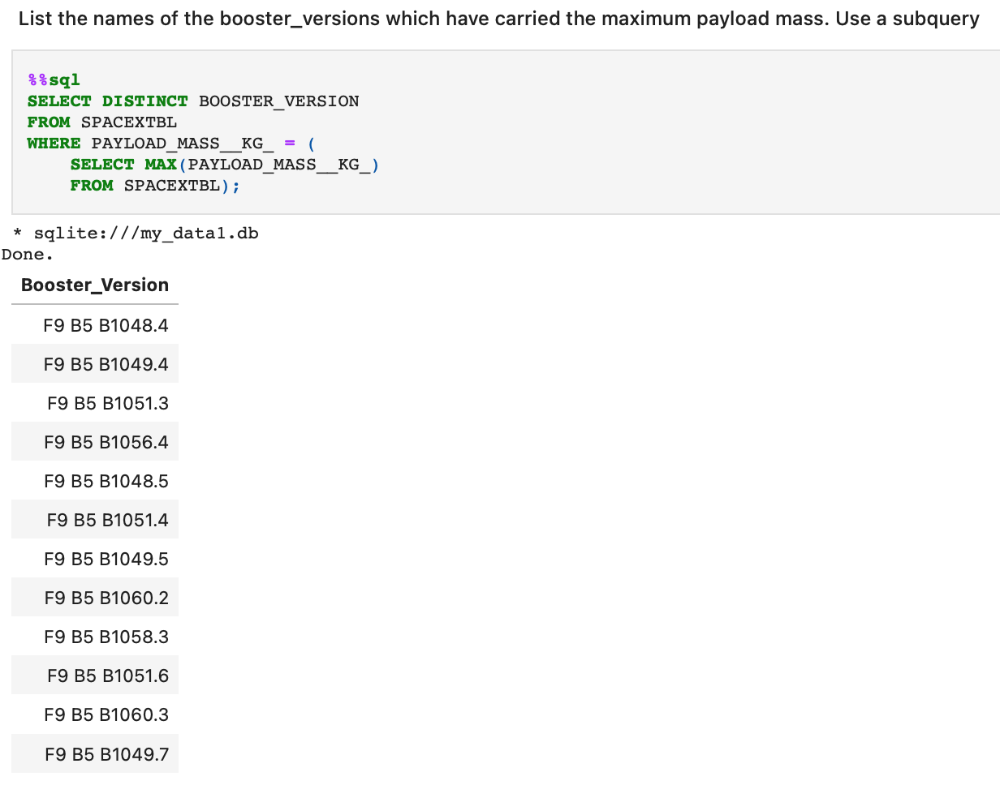 List the names of the booster_versions which have carried the maximum payload mass. Use a subquery
%%sql
SELECT DISTINCT BOOSTER_VERSION
FROM SPACEXTBL
WHERE PAYLOAD_MASS__KG_ = (
    SELECT MAX(PAYLOAD_MASS__KG_)
    FROM SPACEXTBL);
* sqlite:///my_data1.db
Done.
Booster_Version
F9 B5 B1048.4
F9 B5 B1049.4
F9 B5 B1051.3
F9 B5 B1056.4
F9 B5 B1048.5
F9 B5 B1051.4
F9 B5 B1049.5
F9 B5 B1060.2
F9 B5 B1058.3
F9 B5 B1051.6
F9 B5 B1060.3
F9 B5 B1049.7